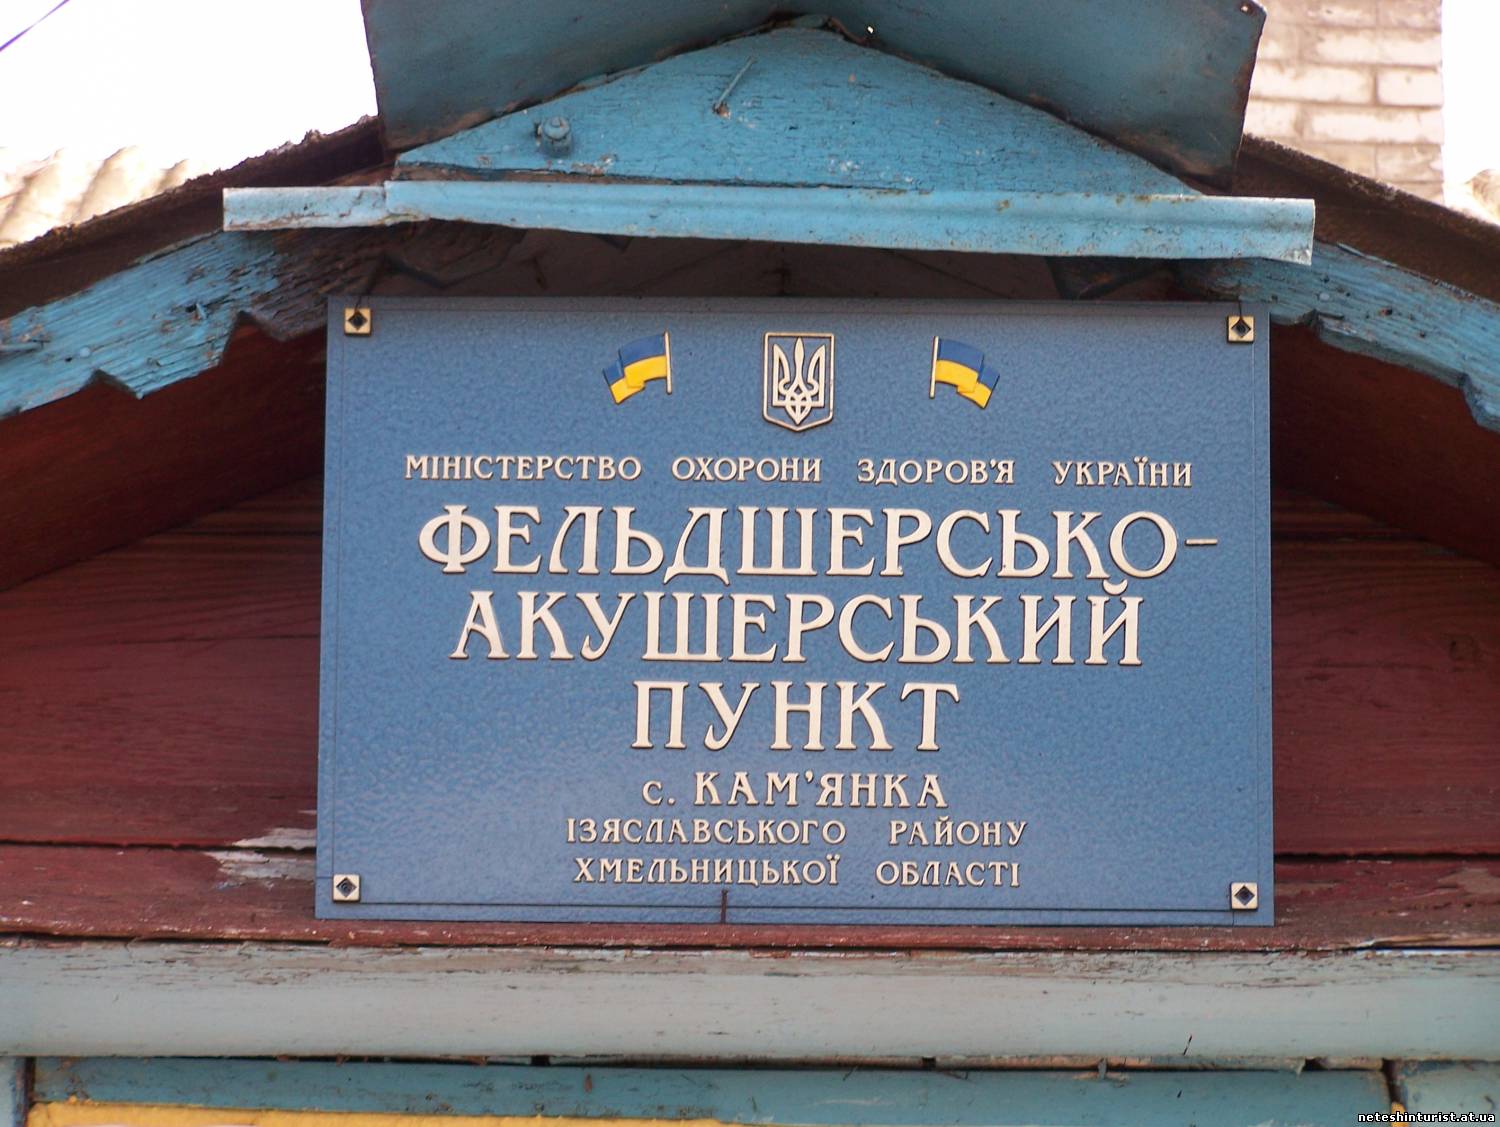 МІНІСТЕРСТВО ОХОРОНИ ЗДОРОВ'Я УКРАЇНИ
ФЕЛЬДШЕРСЬКО-
АКУШЕРСЬКИЙ
ПУНКТ
с. КАМ'ЯНКА
ІЗЯСЛАВСЬКОГО РАЙОНУ
ХМЕЛЬНИЦЬКОЇ ОБЛАСТІ
neteshinturist.at.ua